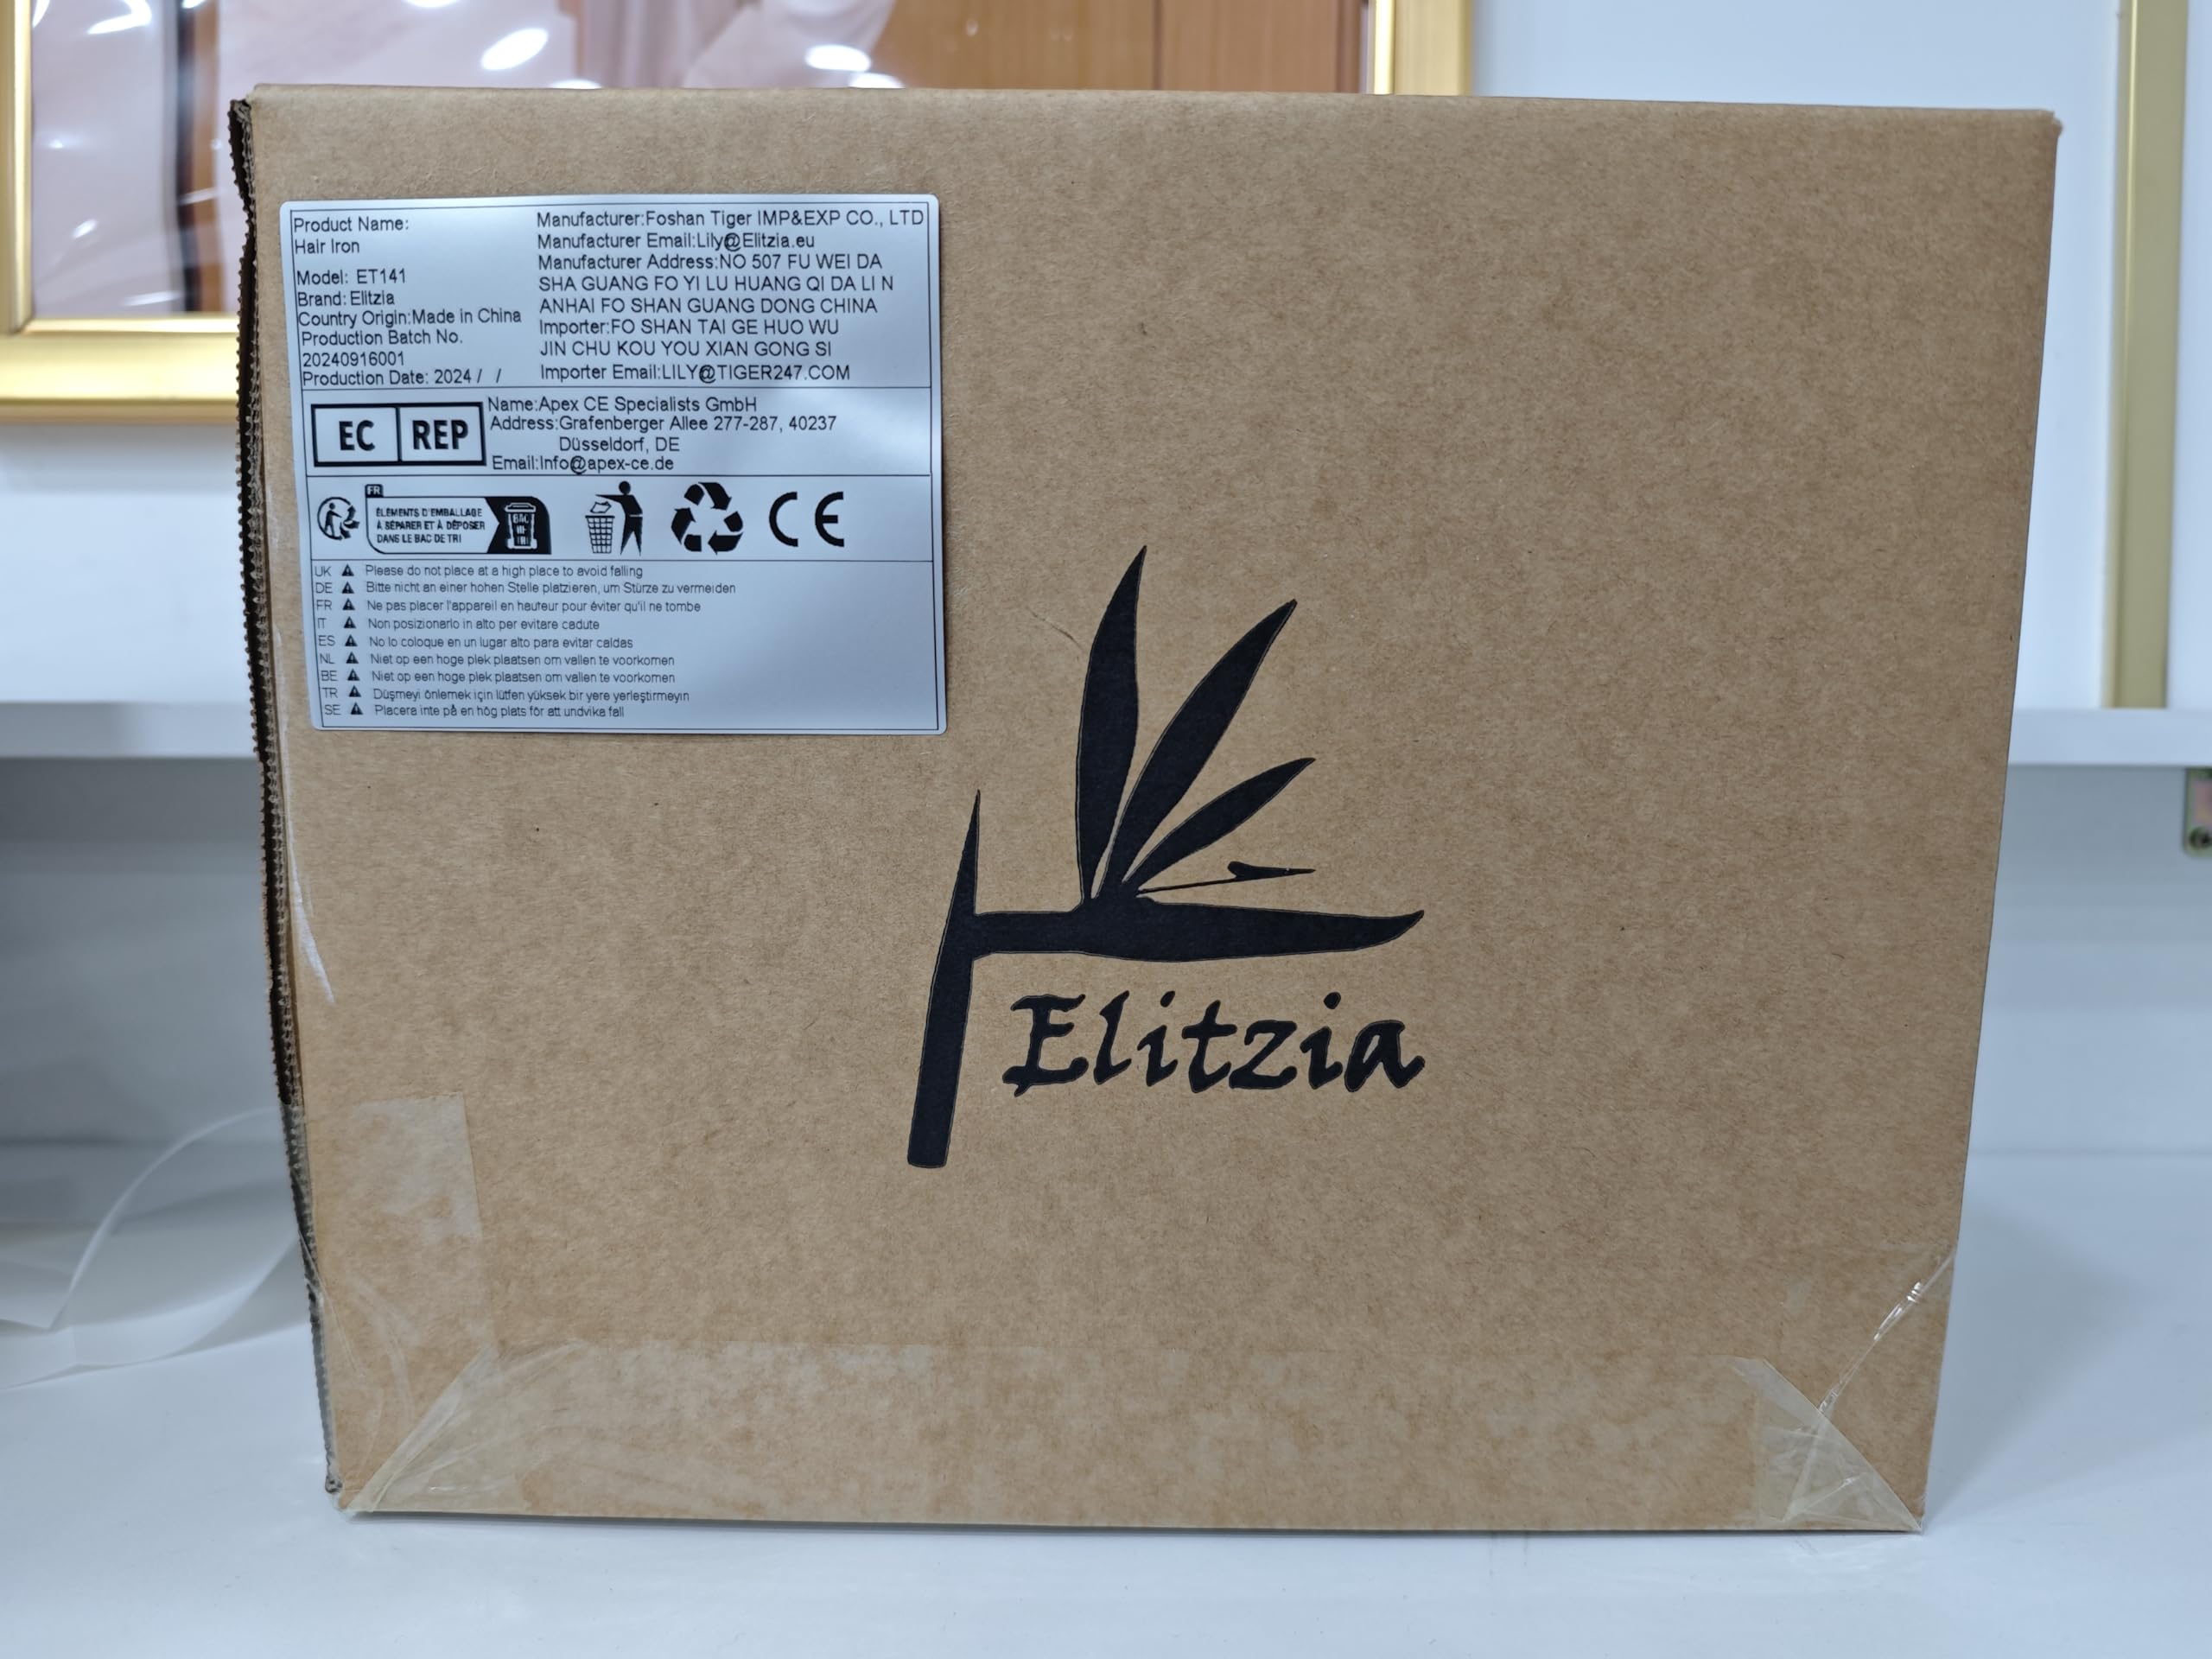 Product Name:
Hair Iron
Model: ET141
Brand: Elitzia
Country Origin:Made in China
Production Batch No.
20240916001
Production Date: 2024 / /
Manufacturer:Foshan Tiger IMP&EXP CO., LTD
Manufacturer Email:Lily@Elitzia.eu
Manufacturer Address:NO 507 FU WEI DA
SHA GUANG FO YI LU HUANG QI DA LI N
ANHAI FO SHAN GUANG DONG CHINA
Importer:FO SHAN TAI GE HUO WU
JIN CHU KOU YOU XIAN GONG SI
Importer Email:LILY@TIGER247.COM
EC REP
Name:Apex CE Specialists GmbH
Address:Grafenberger Allee 277-287, 40237
Düsseldorf, DE
Email:Info@apex-ce.de
FR
ÉLÉMENTS D'EMBALLAGE
À SÉPARER ET À DÉPOSER
DANS LE BAC DE TRI
BAC
DE
TRI
CE
UK Please do not place at a high place to avoid falling
DE Bitte nicht an einer hohen Stelle platzieren, um Stürze zu vermeiden
FR Ne pas placer l'appareil en hauteur pour éviter qu'il ne tombe
IT Non posizionarlo in alto per evitare cadute
ES No lo coloque en un lugar alto para evitar caldas
NL Niet op een hoge plek plaatsen om vallen te voorkomen
BE Niet op een hoge plek plaatsen om vallen te voorkomen
TR Düşmeyi önlemek için lütfen yüksek bir yere yerleştirmeyin
SE Placera inte på en hög plats för att undvika fall
Elitzia